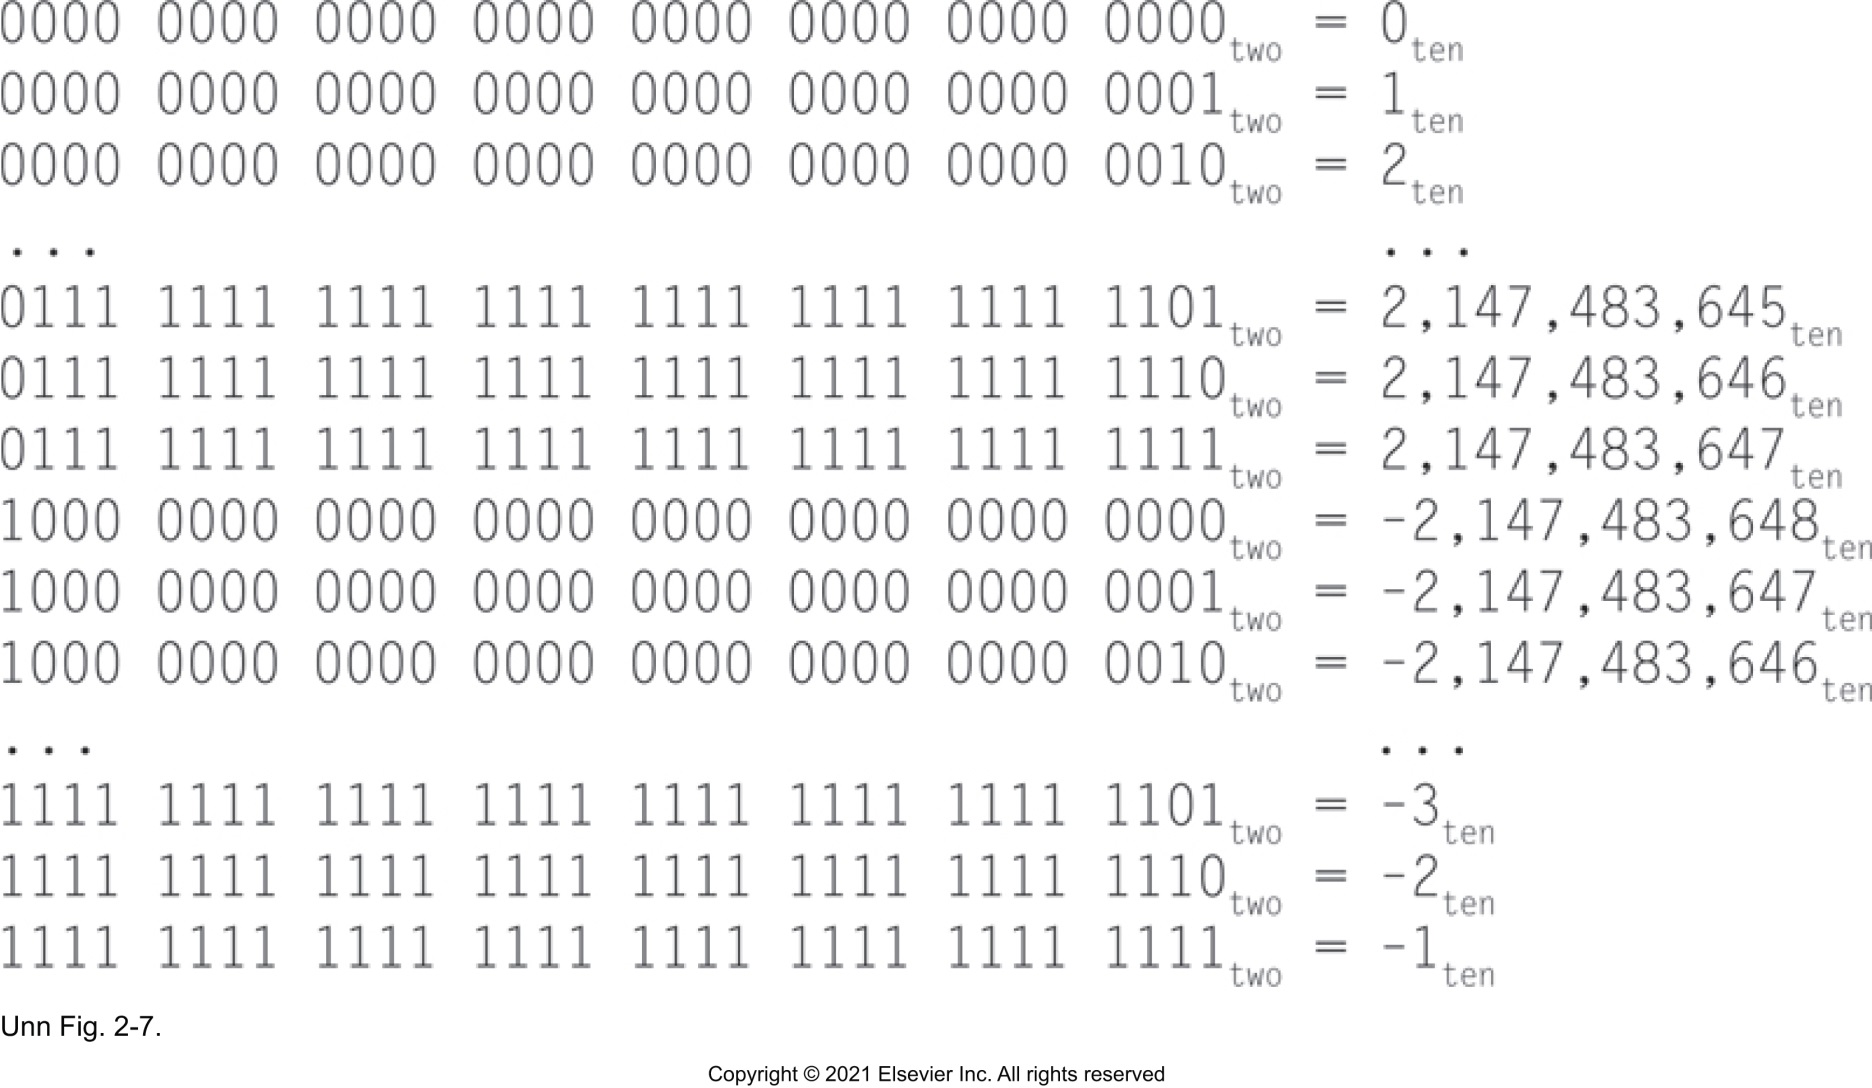 0000 0000 0000 0000 0000 0000 0000 0000two = 0ten
0000 0000 0000 0000 0000 0000 0000 0001two = 1ten
0000 0000 0000 0000 0000 0000 0000 0010two = 2ten
... ...
0111 1111 1111 1111 1111 1111 1111 1101two = 2,147,483,645ten
0111 1111 1111 1111 1111 1111 1111 1110two = 2,147,483,646ten
0111 1111 1111 1111 1111 1111 1111 1111two = 2,147,483,647ten
1000 0000 0000 0000 0000 0000 0000 0000two = -2,147,483,648ten
1000 0000 0000 0000 0000 0000 0000 0001two = -2,147,483,647ten
1000 0000 0000 0000 0000 0000 0000 0010two = -2,147,483,646ten
... ...
1111 1111 1111 1111 1111 1111 1111 1101two = -3ten
1111 1111 1111 1111 1111 1111 1111 1110two = -2ten
1111 1111 1111 1111 1111 1111 1111 1111two = -1ten
Unn Fig. 2-7.
Copyright © 2021 Elsevier Inc. All rights reserved